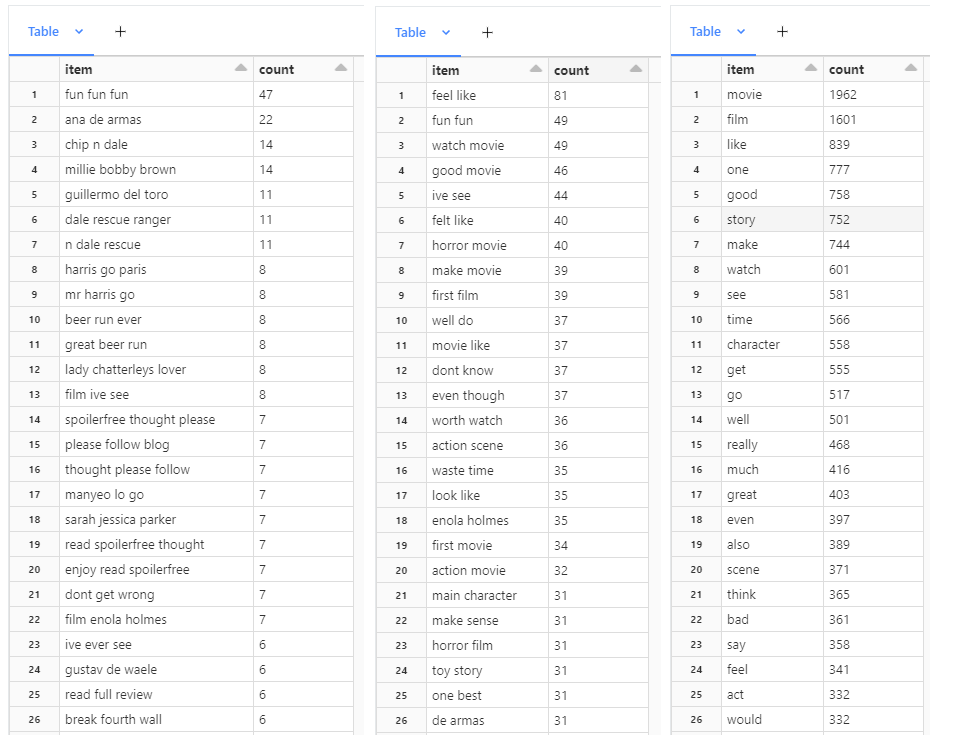 Table +
item count
1 fun fun fun 47
2 ana de armas 22
3 chip n dale 14
4 millie bobby brown 14
5 guillermo del toro 11
6 dale rescue ranger 11
7 n dale rescue 11
8 harris go paris 8
9 mr harris go 8
10 beer run ever 8
11 great beer run 8
12 lady chatterleys lover 8
13 film ive see 8
14 spoilerfree thought please 7
15 please follow blog 7
16 thought please follow 7
17 manyeo lo go 7
18 sarah jessica parker 7
19 read spoilerfree thought 7
20 enjoy read spoilerfree 7
21 dont get wrong 7
22 film enola holmes 7
23 ive ever see 6
24 gustav de waele 6
25 read full review 6
26 break fourth wall 6
Table +
item count
1 feel like 81
2 fun fun 49
3 watch movie 49
4 good movie 46
5 ive see 44
6 felt like 40
7 horror movie 40
8 make movie 39
9 first film 39
10 well do 37
11 movie like 37
12 dont know 37
13 even though 37
14 worth watch 36
15 action scene 36
16 waste time 35
17 look like 35
18 enola holmes 35
19 first movie 34
20 action movie 32
21 main character 31
22 make sense 31
23 horror film 31
24 toy story 31
25 one best 31
26 de armas 31
Table +
item count
1 movie 1962
2 film 1601
3 like 839
4 one 777
5 good 758
6 story 752
7 make 744
8 watch 601
9 see 581
10 time 566
11 character 558
12 get 555
13 go 517
14 well 501
15 really 468
16 much 416
17 great 403
18 even 397
19 also 389
20 scene 371
21 think 365
22 bad 361
23 say 358
24 feel 341
25 act 332
26 would 332